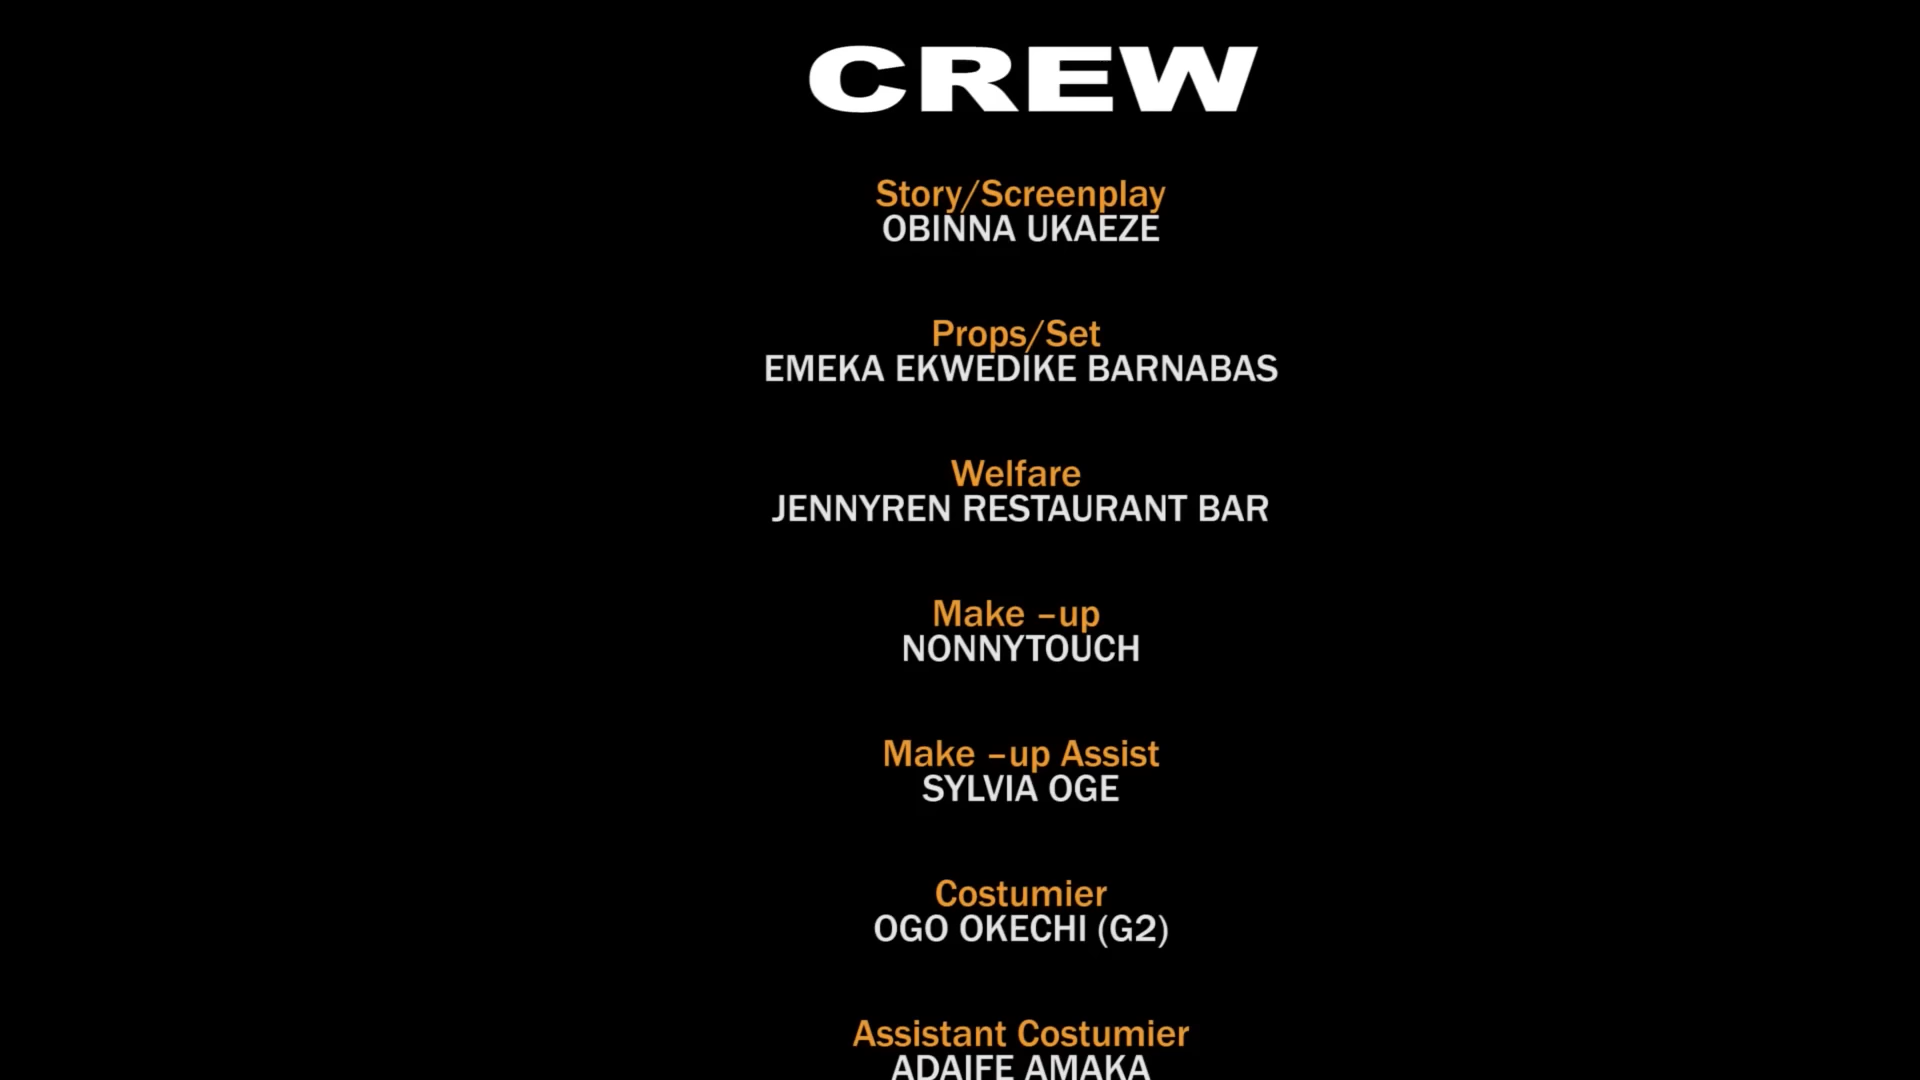 CREW
Story/Screenplay
OBINNA UKAEZE
Props/Set
EMEKA EKWEDIKE BARNABAS
Welfare
JENNYREN RESTAURANT BAR
Make –up
NONNYTOUCH
Make –up Assist
SYLVIA OGE
Costumier
OGO OKECHI (G2)
Assistant Costumier
ADAIFE AMAKA